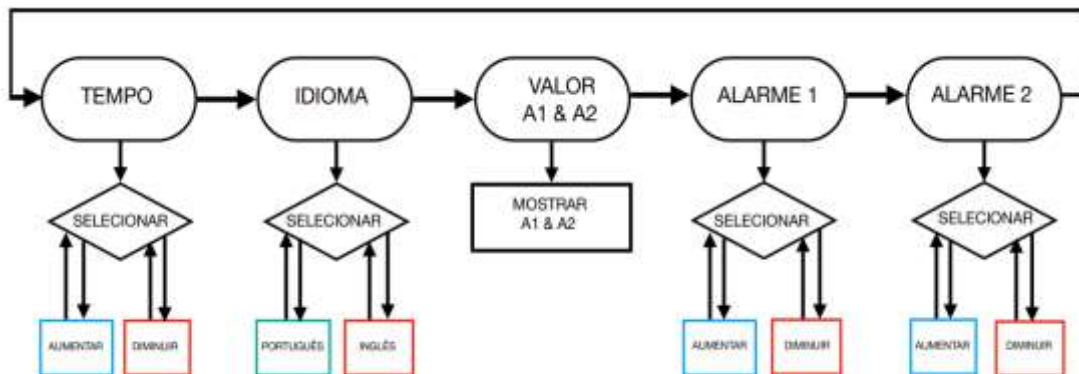 TEMPO
IDIOMA
VALOR
A1 & A2
ALARME 1
ALARME 2
SELECIONAR
SELECIONAR
MOSTRAR
A1 & A2
SELECIONAR
SELECIONAR
AUMENTAR
DIMINUIR
PORTUGUÊS
INGLÊS
AUMENTAR
DIMINUIR
AUMENTAR
DIMINUIR